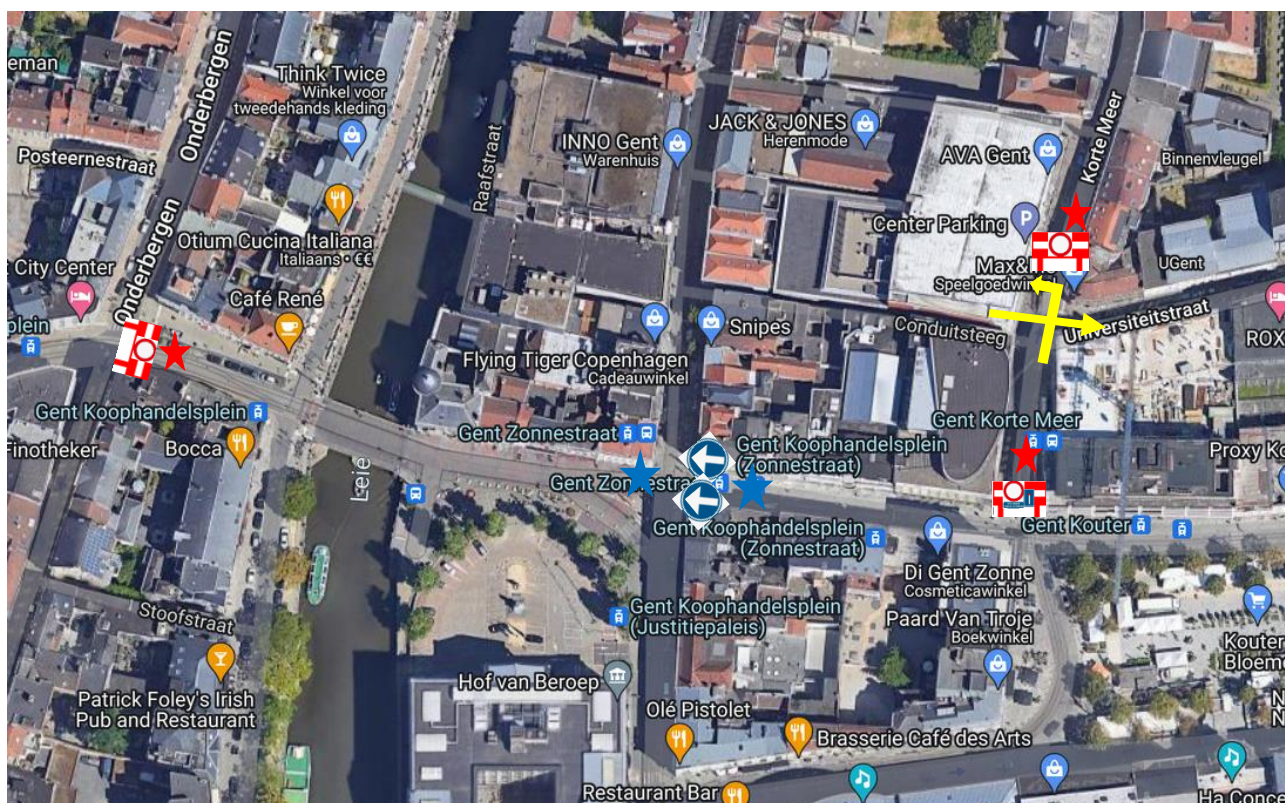 eman
Onderbergen
Think Twice
Winkel voor
tweedehands kleding
Posteernestraat
Onderbergen
Otium Cucina Italiana
Italiaans • €€
t City Center
Café René
plein
Raafstraat
INNO Gent
Warenhuis
JACK & JONES
Herenmode
AVA Gent
Korte Meer
Binnenvleugel
Center Parking
P
Speelgoedwi
UGent
Universiteitstraat
Conduitsteeg
ROX
Snipes
Flying Tiger Copenhagen
Cadeauwinkel
Gent Koophandelsplein
Finotheker
Bocca
Leie
Gent Zonnestraat
Gent Koophandelsplein
(Zonnestraat)
Gent Zonnestra
Gent Koophandelsplein
(Zonnestraat)
Gent Korte Meer
Proxy Ko
Gent Kouter
Di Gent Zonne
Cosmeticawinkel
Paard Van Troje
Boekwinkel
Kouter
Bloem
Gent Koophandelsplein
(Justitiepaleis)
Stoofstraat
Patrick Foley's Irish
Pub and Restaurant
Hof van Beroep
Olé Pistolet
Brasserie Café des Arts
Restaurant Bar
N
N
Ha Conce